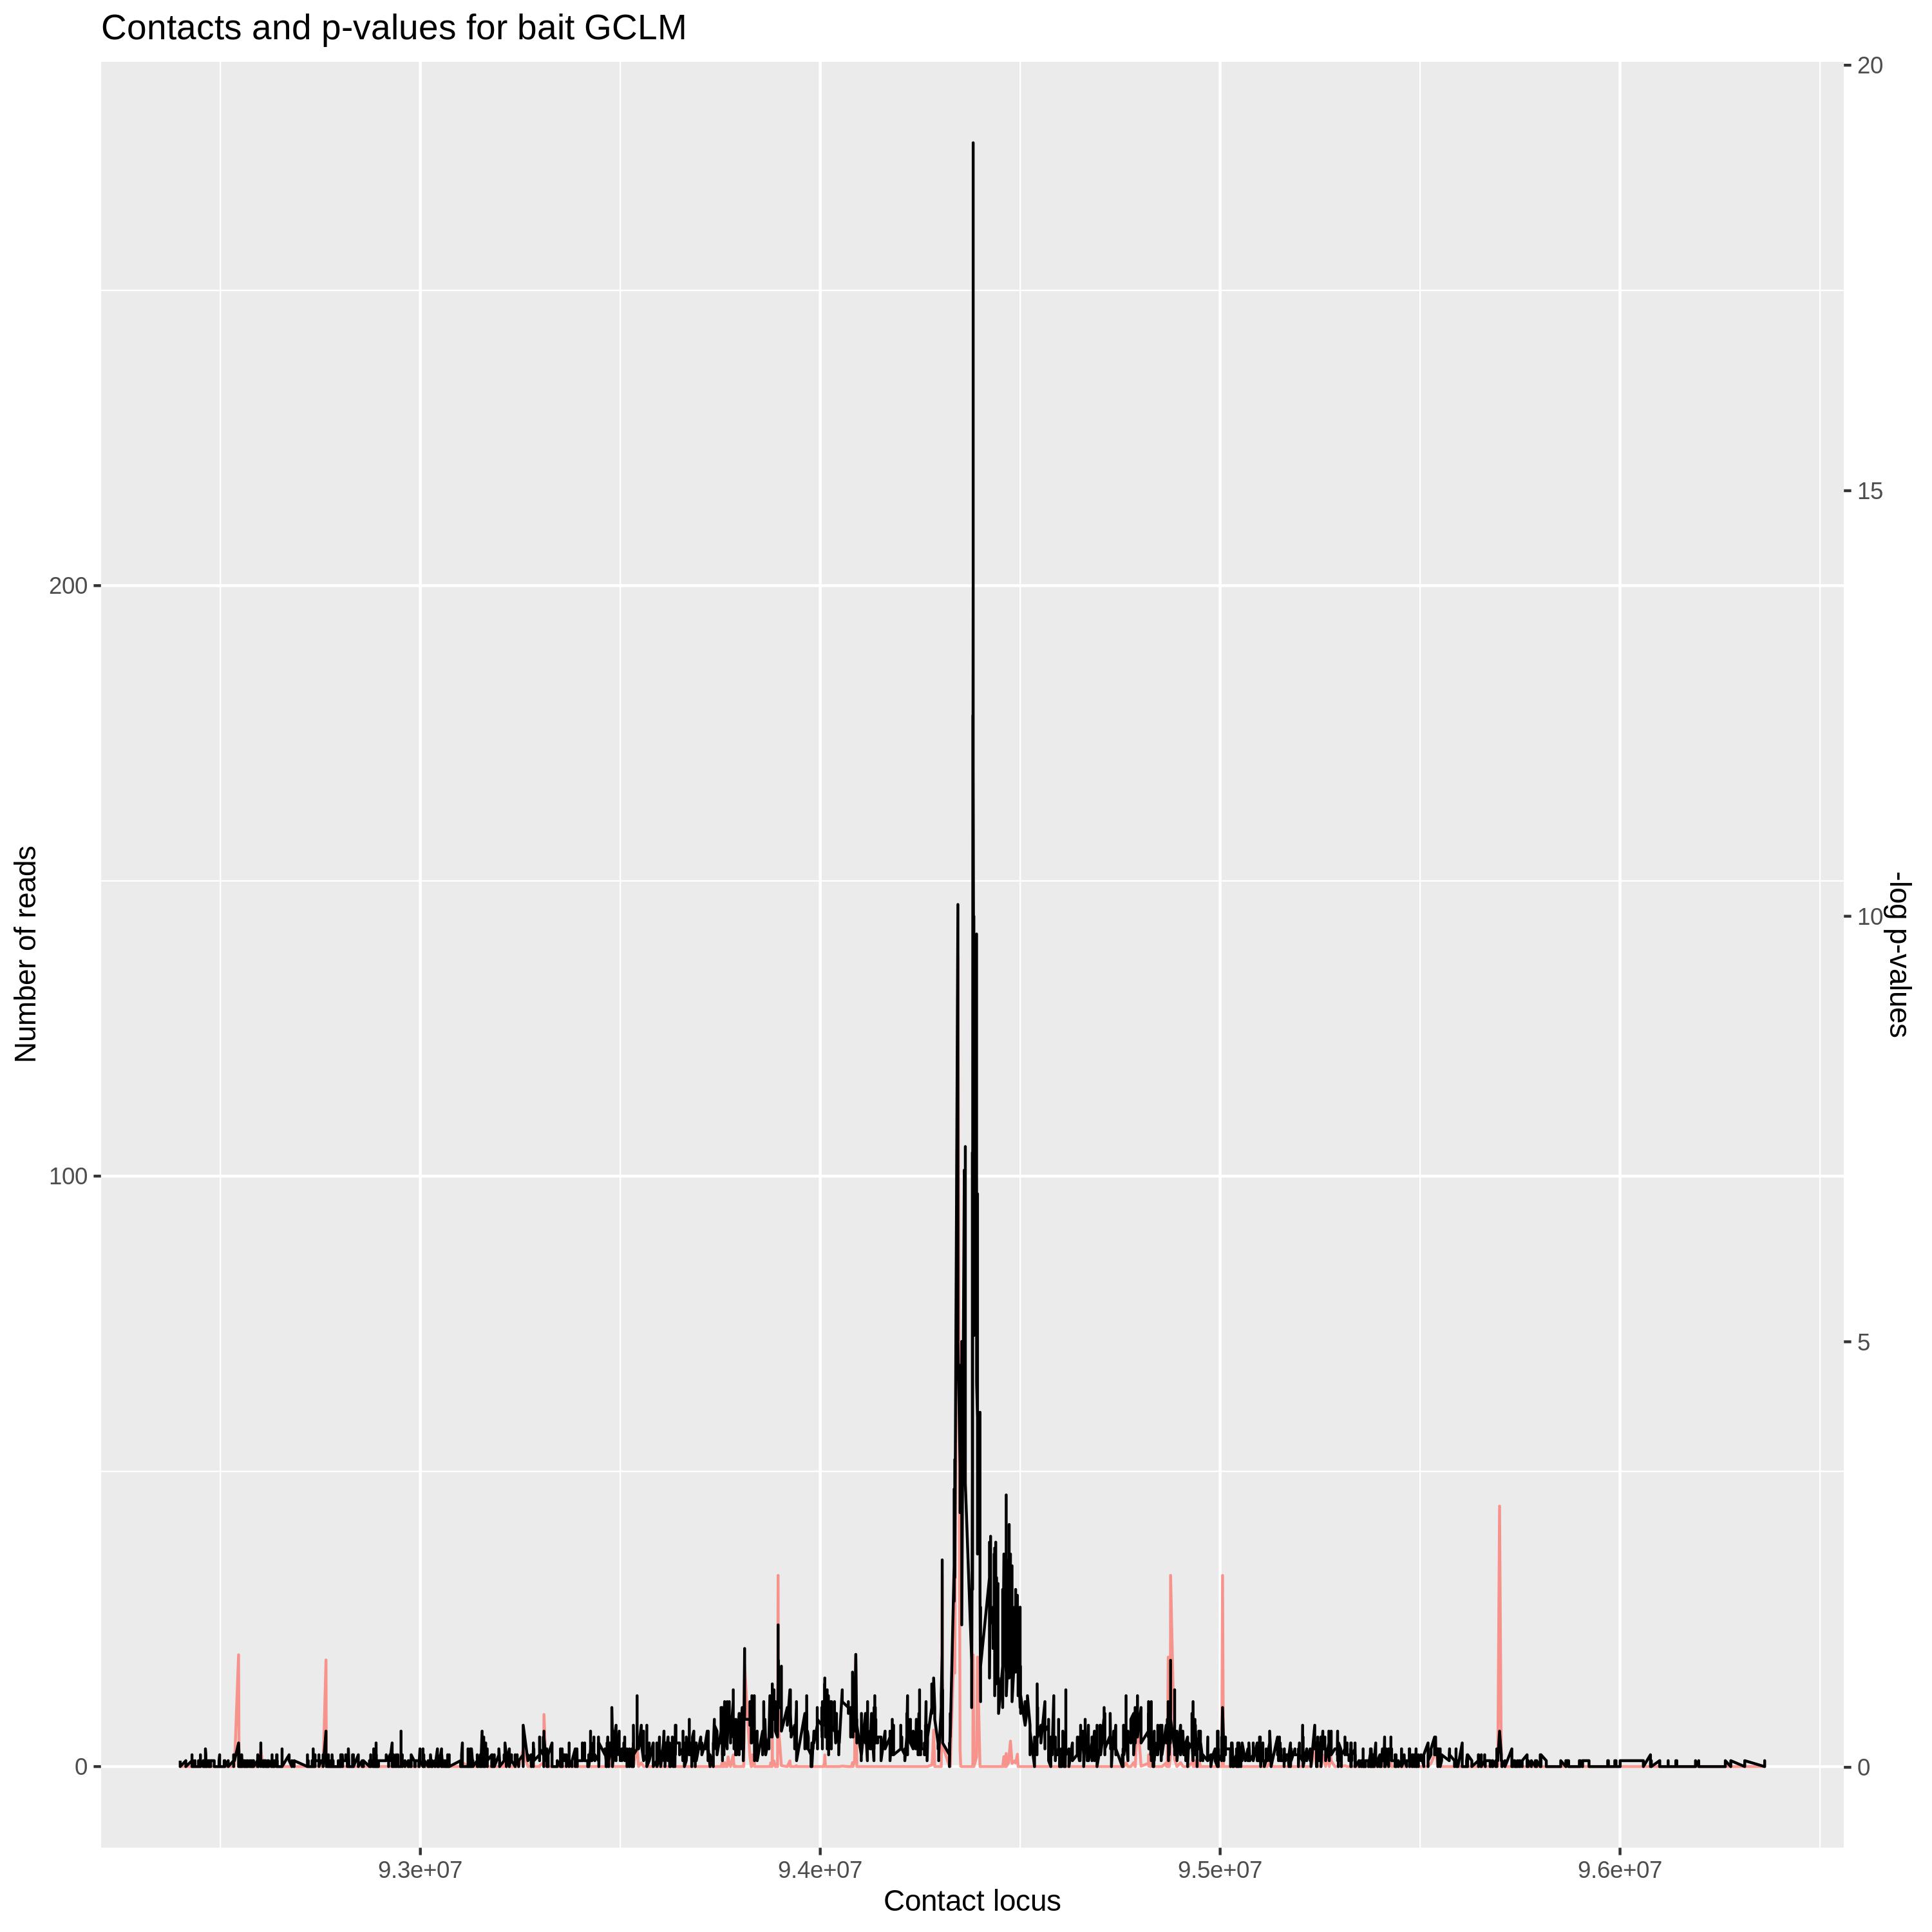 Contacts and p-values for bait GCLM
Number of reads
200
100
0
20
15
10
5
0
-log p-values
9.3e+07 9.4e+07 9.5e+07 9.6e+07
Contact locus